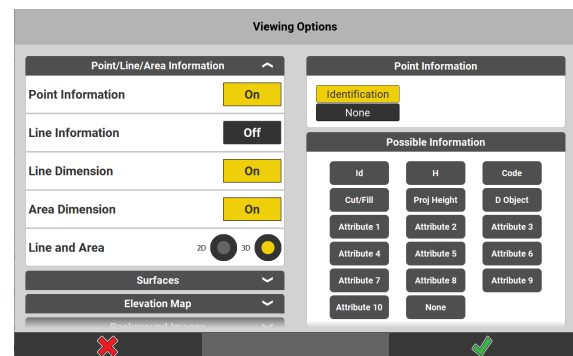 Viewing Options
Point/Line/Area Information
Point Information On
Line Information Off
Line Dimension On
Area Dimension On
Line and Area 2D 3D
Surfaces
Elevation Map
Background Images
Point Information
Identification
None
Possible Information
Id H Code
Cut/Fill Proj Height D Object
Attribute 1 Attribute 2 Attribute 3
Attribute 4 Attribute 5 Attribute 6
Attribute 7 Attribute 8 Attribute 9
Attribute 10 None